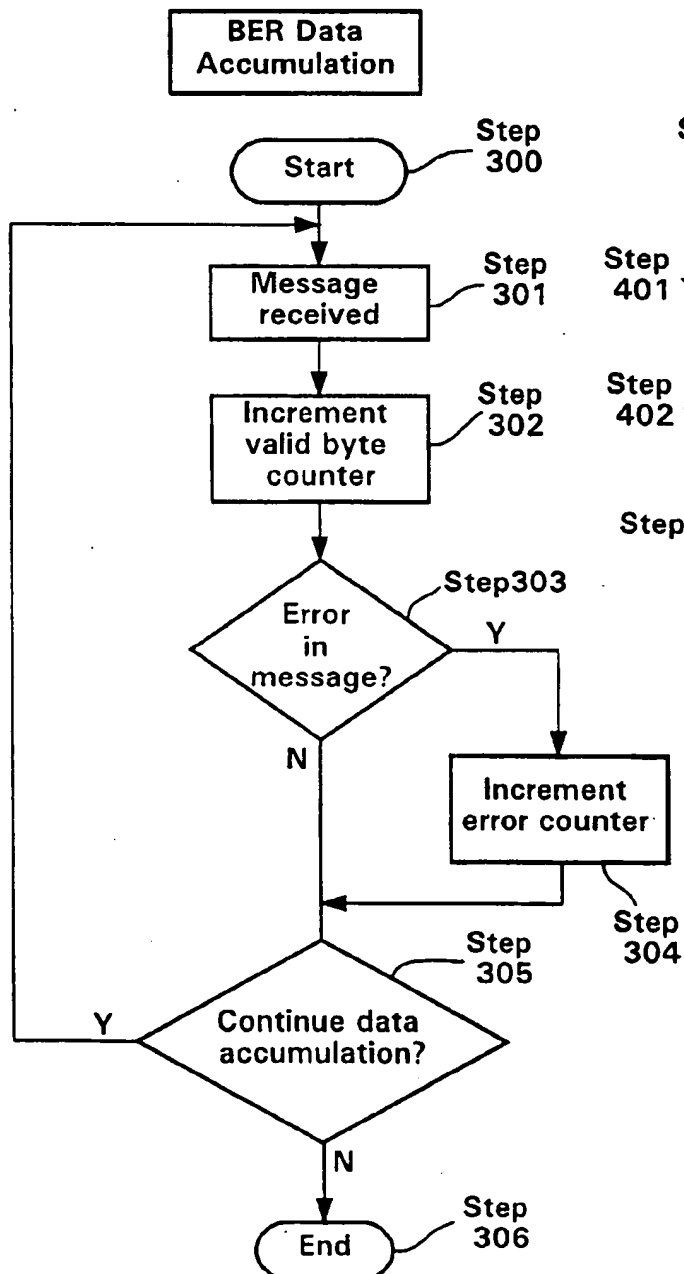 BER Data
Accumulation
Step
300
Start
Step
301
Message
received
Step
401
Step
302
Increment
valid byte
counter
Step
402
Step
Step303
Error
in
message?
Y
N
Increment
error counter
Step
304
Step
305
Continue data
accumulation?
Y
N
Step
306
End